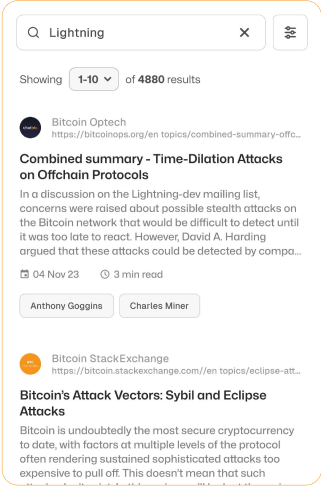 Lightning
Showing 1-10 of 4880 results
Bitcoin Optech
https://bitcoinops.org/en topics/combined-summary-offc...
Combined summary - Time-Dilation Attacks
on Offchain Protocols
In a discussion on the Lightning-dev mailing list,
concerns were raised about possible stealth attacks on
the Bitcoin network that would be difficult to detect until
it was too late to react. However, David A. Harding
argued that these attacks could be detected by compa...
04 Nov 23 3 min read
Anthony Goggins Charles Miner
Bitcoin StackExchange
https://bitcoin.stackexchange.com//en topics/eclipse-att...
Bitcoin's Attack Vectors: Sybil and Eclipse
Attacks
Bitcoin is undoubtedly the most secure cryptocurrency
to date, with factors at multiple levels of the protocol
often rendering sustained sophisticated attacks too
expensive to pull off. This doesn't mean that such